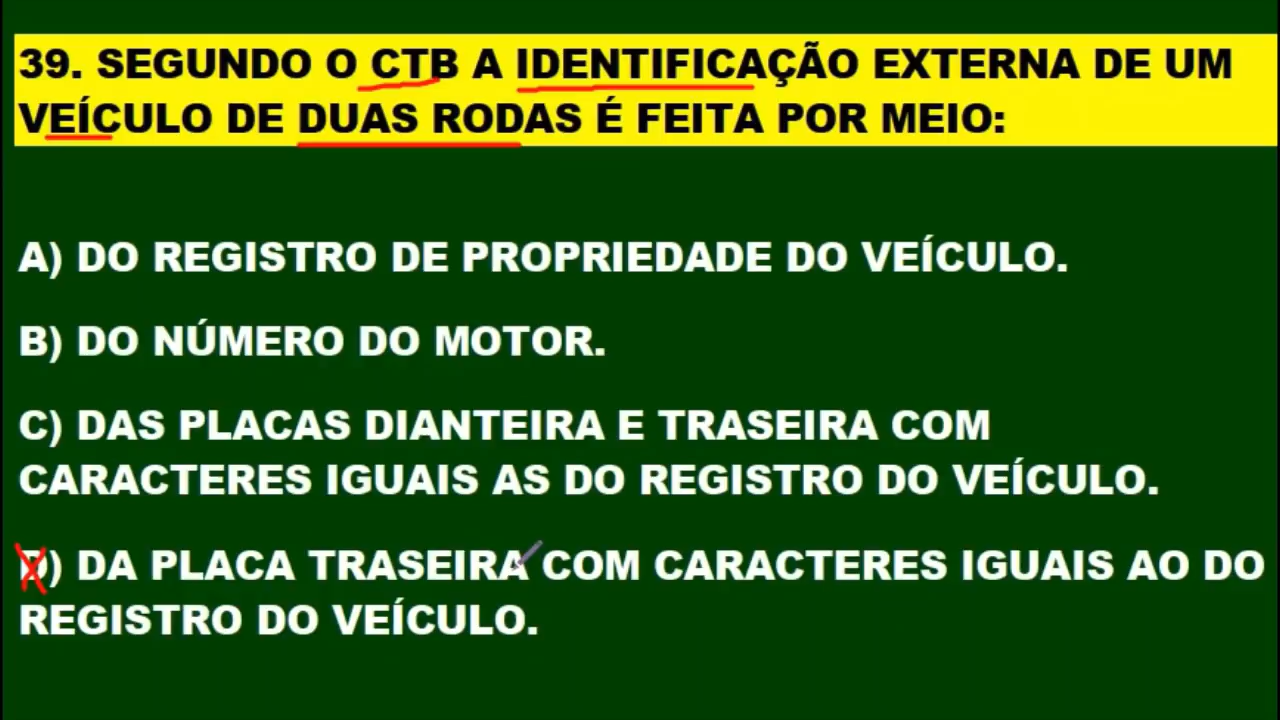 39. SEGUNDO O CTB A IDENTIFICAÇÃO EXTERNA DE UM
VEÍCULO DE DUAS RODAS É FEITA POR MEIO:
A) DO REGISTRO DE PROPRIEDADE DO VEÍCULO.
B) DO NÚMERO DO MOTOR.
C) DAS PLACAS DIANTEIRA E TRASEIRA COM
CARACTERES IGUAIS AS DO REGISTRO DO VEÍCULO.
D) DA PLACA TRASEIRA COM CARACTERES IGUAIS AO DO
REGISTRO DO VEÍCULO.